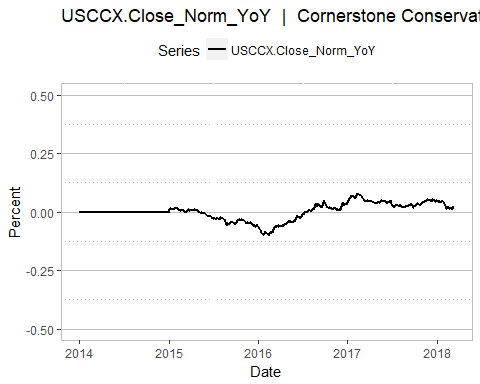 USCCX.Close_Norm_YoY | Cornerstone Conservat
Series USCCX.Close_Norm_YoY
0.50
0.25
0.00
-0.25
-0.50
Percent
2014 2015 2016 2017 2018
Date